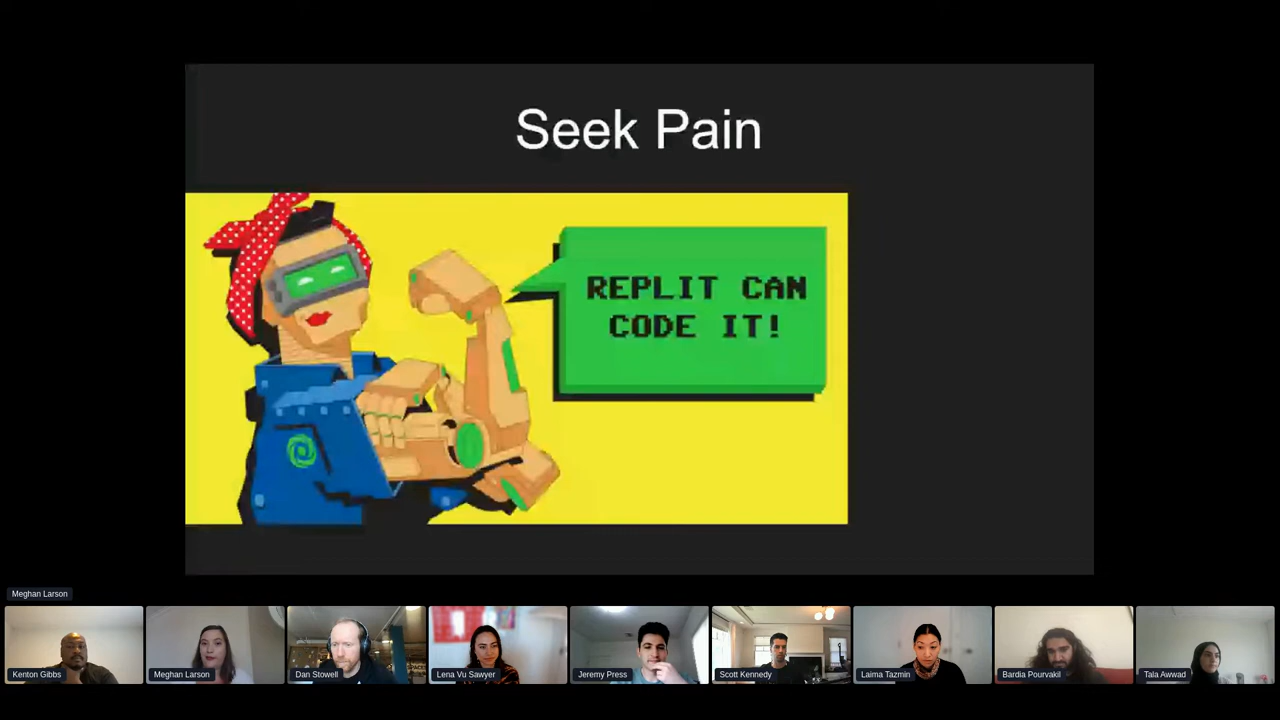 Seek Pain
REPLIT CAN
CODE IT!
Meghan Larson
Kenton Gibbs
Meghan Larson
Dan Stowell
Lena Vu Sawyer
Jeremy Press
Scott Kennedy
Laima Tazmin
Bardia Pourvakil
Tala Awwad